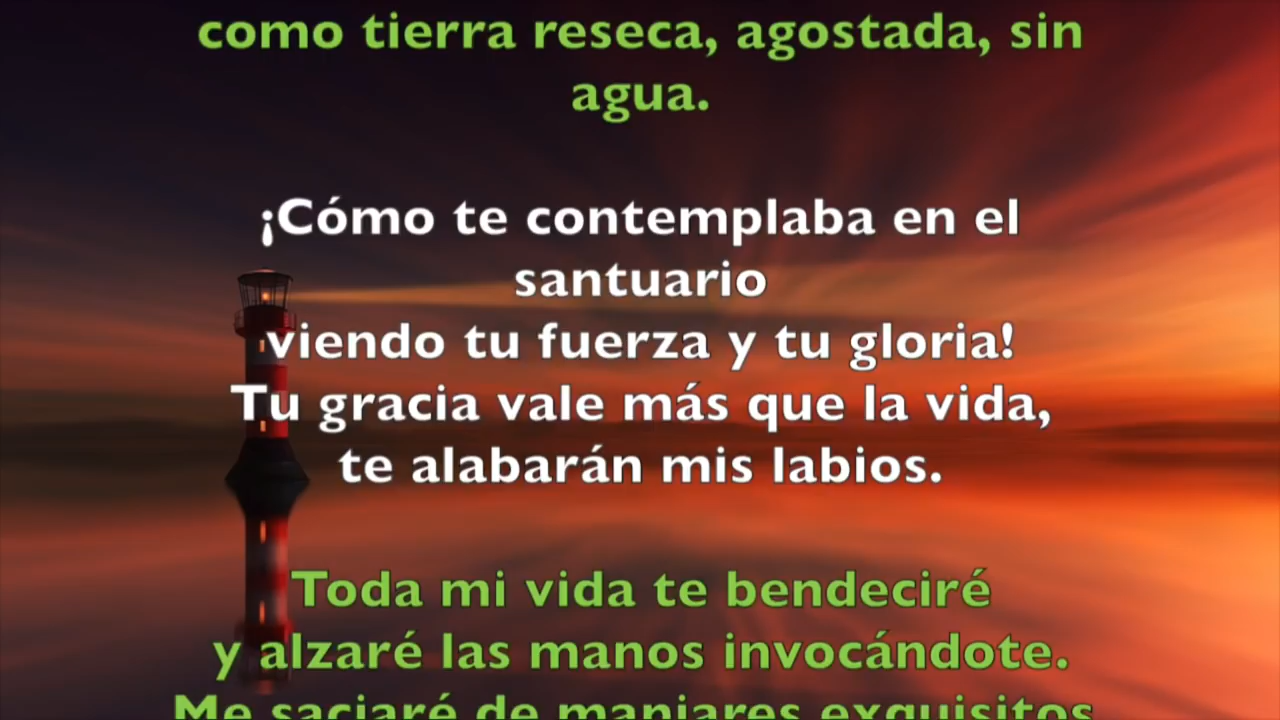 como tierra reseca, agostada, sin
agua.
¡Cómo te contemplaba en el
santuario
viendo tu fuerza y tu gloria!
Tu gracia vale más que la vida,
te alabarán mis labios.
Toda mi vida te bendeciré
y alzaré las manos invocándote.
Me saciaré de manjares exquisitos